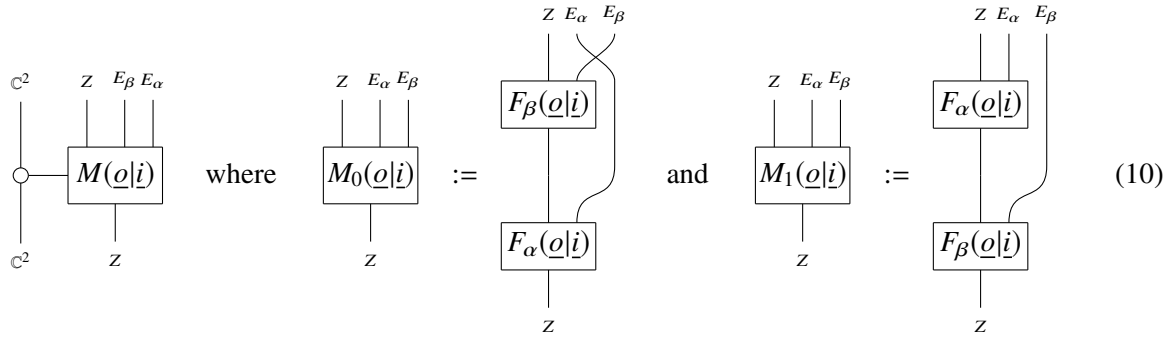 Z E_α E_β
Z E_α E_β
ℂ² Z E_β E_α
Z E_α E_β
F_β(o̲|i̲)
Z E_α E_β
F_α(o̲|i̲)
M(o̲|i̲) where M_0(o̲|i̲) := and M_1(o̲|i̲) := (10)
F_α(o̲|i̲)
F_β(o̲|i̲)
ℂ² Z Z Z
Z Z